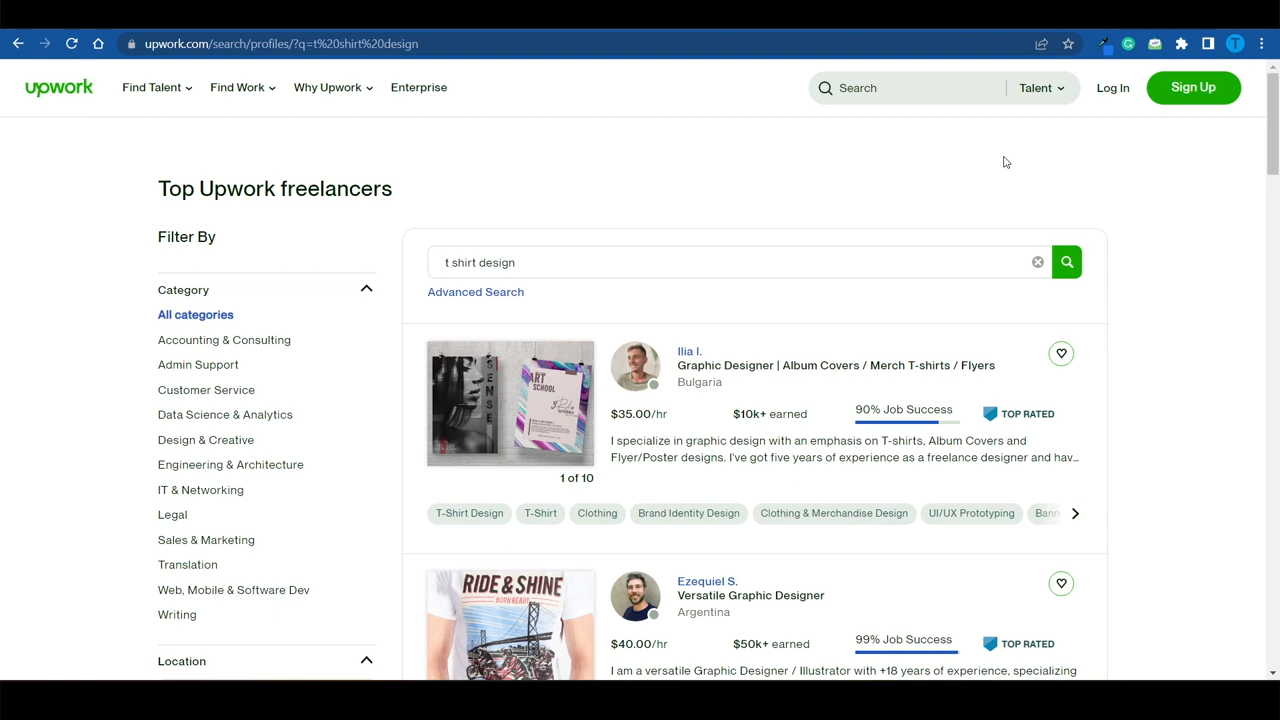 upwork.com/search/profiles/?q=t%20shirt%20design
T
upwork
Find Talent
Find Work
Why Upwork
Enterprise
Search
Talent
Log In
Sign Up
Top Upwork freelancers
Filter By
Category
All categories
Accounting & Consulting
Admin Support
Customer Service
Data Science & Analytics
Design & Creative
Engineering & Architecture
IT & Networking
Legal
Sales & Marketing
Translation
Web, Mobile & Software Dev
Writing
Location
t shirt design
Advanced Search
SENSE
ART
SCHOOL
1 of 10
Ilia I.
Graphic Designer | Album Covers / Merch T-shirts / Flyers
Bulgaria
$35.00/hr
$10k+ earned
90% Job Success
TOP RATED
I specialize in graphic design with an emphasis on T-shirts, Album Covers and
Flyer/Poster designs. I've got five years of experience as a freelance designer and hav…
T-Shirt Design
T-Shirt
Clothing
Brand Identity Design
Clothing & Merchandise Design
UI/UX Prototyping
Bann
RIDE & SHINE
BORN READY
Ezequiel S.
Versatile Graphic Designer
Argentina
$40.00/hr
$50k+ earned
99% Job Success
TOP RATED
I am a versatile Graphic Designer / Illustrator with +18 years of experience, specializing